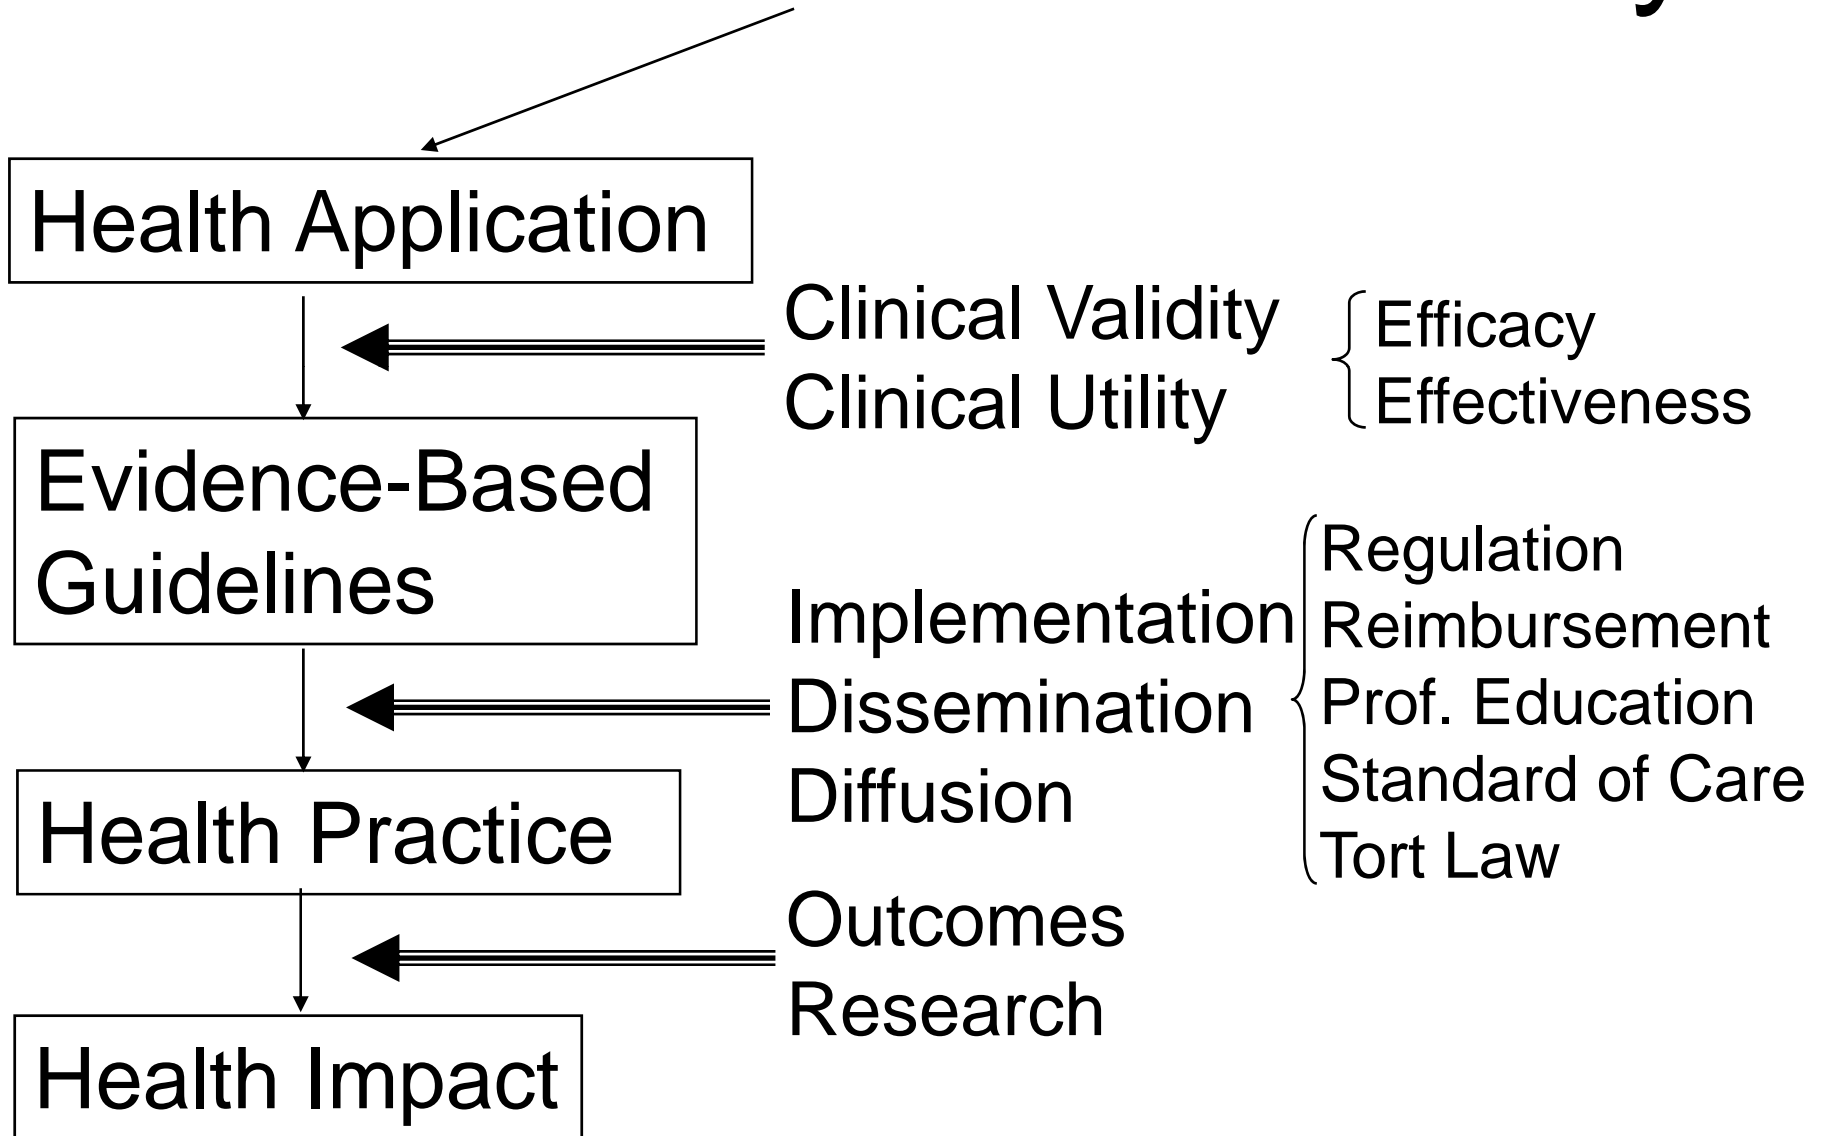 Health Application
Clinical Validity
Clinical Utility
Efficacy
Effectiveness
Evidence-Based
Guidelines
Implementation
Dissemination
Diffusion
Regulation
Reimbursement
Prof. Education
Standard of Care
Tort Law
Health Practice
Outcomes
Research
Health Impact